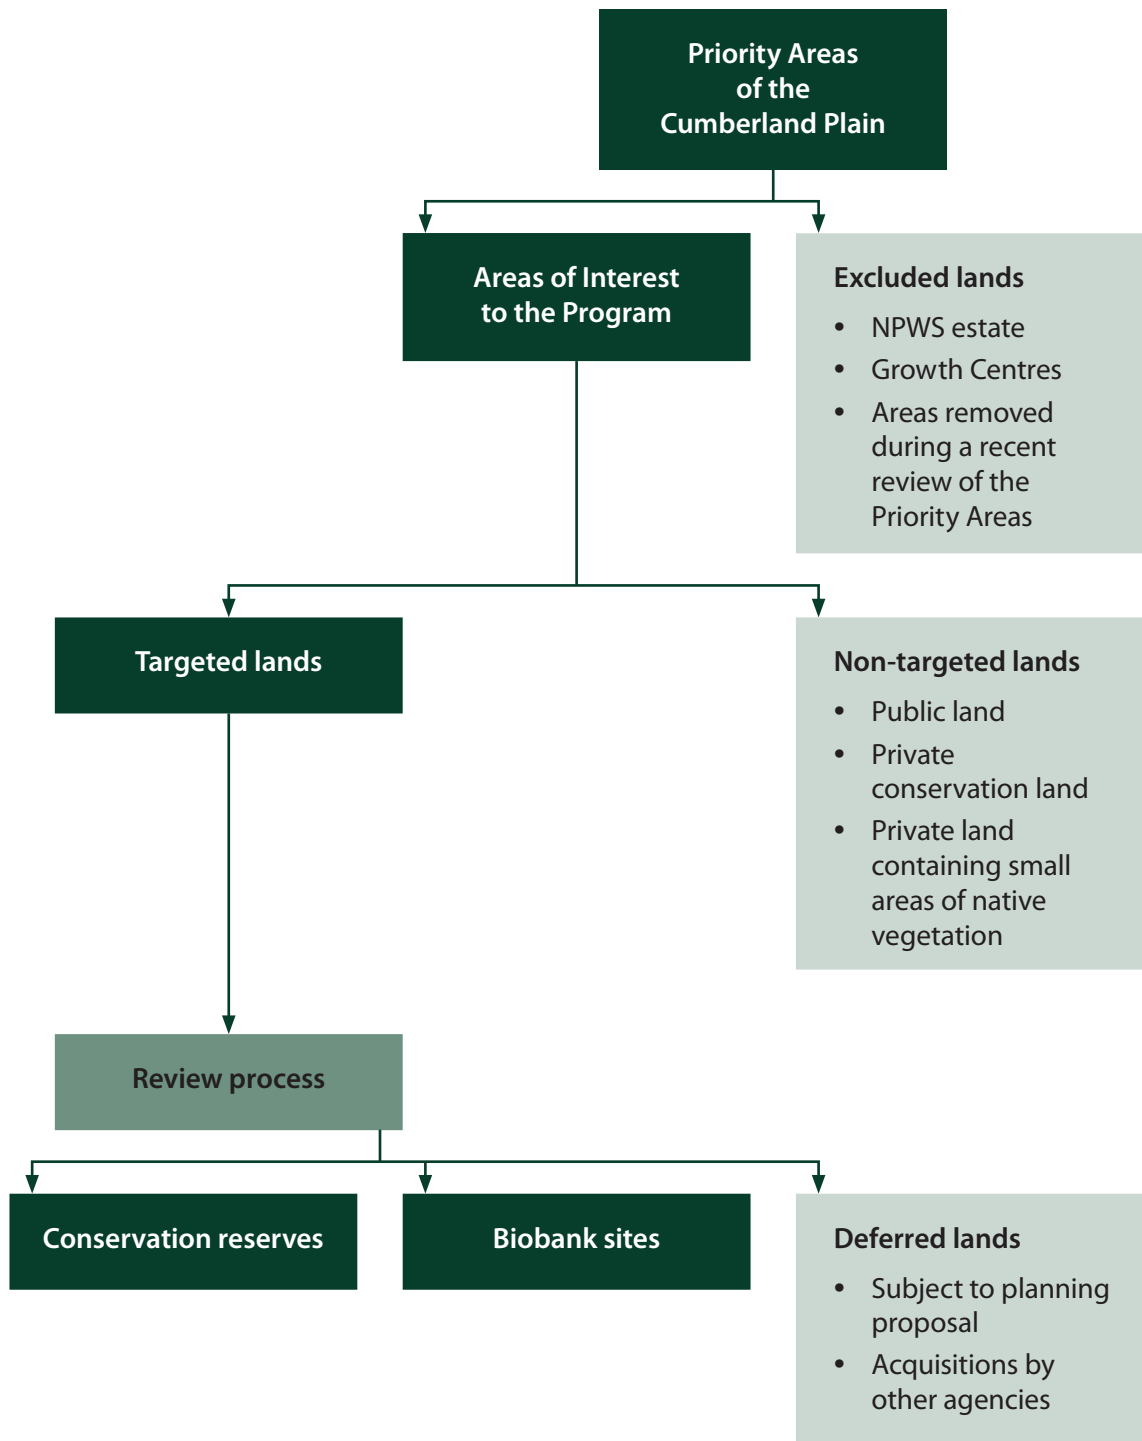 Priority Areas
of the
Cumberland Plain
Areas of Interest
to the Program
Excluded lands
• NPWS estate
• Growth Centres
• Areas removed
during a recent
review of the
Priority Areas
Targeted lands
Non-targeted lands
• Public land
• Private
conservation land
• Private land
containing small
areas of native
vegetation
Review process
Conservation reserves
Biobank sites
Deferred lands
• Subject to planning
proposal
• Acquisitions by
other agencies